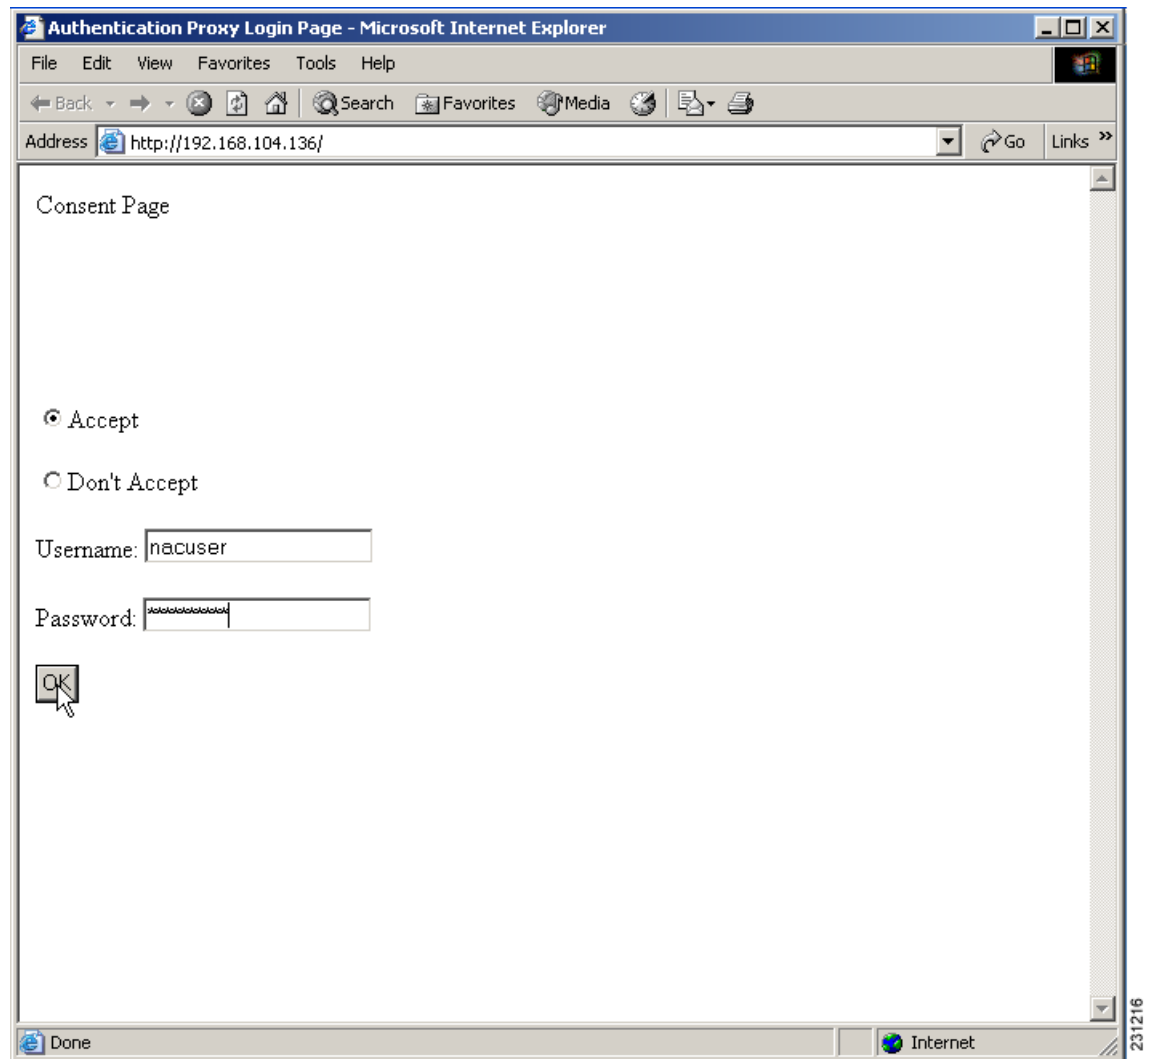 Authentication Proxy Login Page - Microsoft Internet Explorer
File Edit View Favorites Tools Help
Back Search Favorites Media
Address http://192.168.104.136/ Go Links »
Consent Page
Accept
Don't Accept
Username: nacuser
Password: ***********
OK
Done Internet
231216